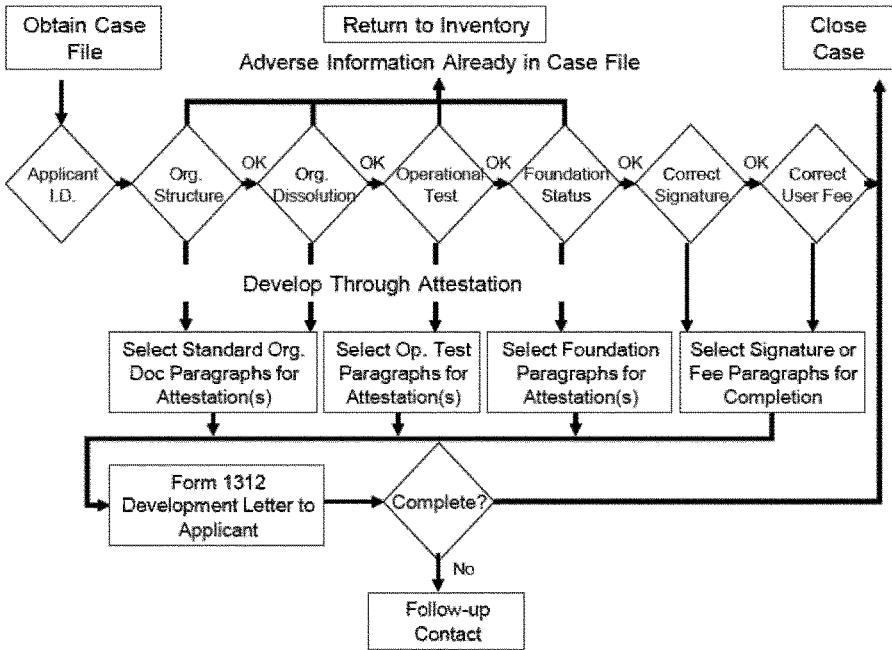 Obtain Case
File
Return to Inventory
Close
Case
Adverse Information Already in Case File
Applicant
I.D.
Org.
Structure
OK
Org.
Dissolution
OK
Operational
Test
OK
Foundation
Status
OK
Correct
Signature
OK
Correct
User Fee
Develop Through Attestation
Select Standard Org.
Doc Paragraphs for
Attestation(s)
Select Op. Test
Paragraphs for
Attestation(s)
Select Foundation
Paragraphs for
Attestation(s)
Select Signature or
Fee Paragraphs for
Completion
Form 1312
Development Letter to
Applicant
Complete?
No
Follow-up
Contact